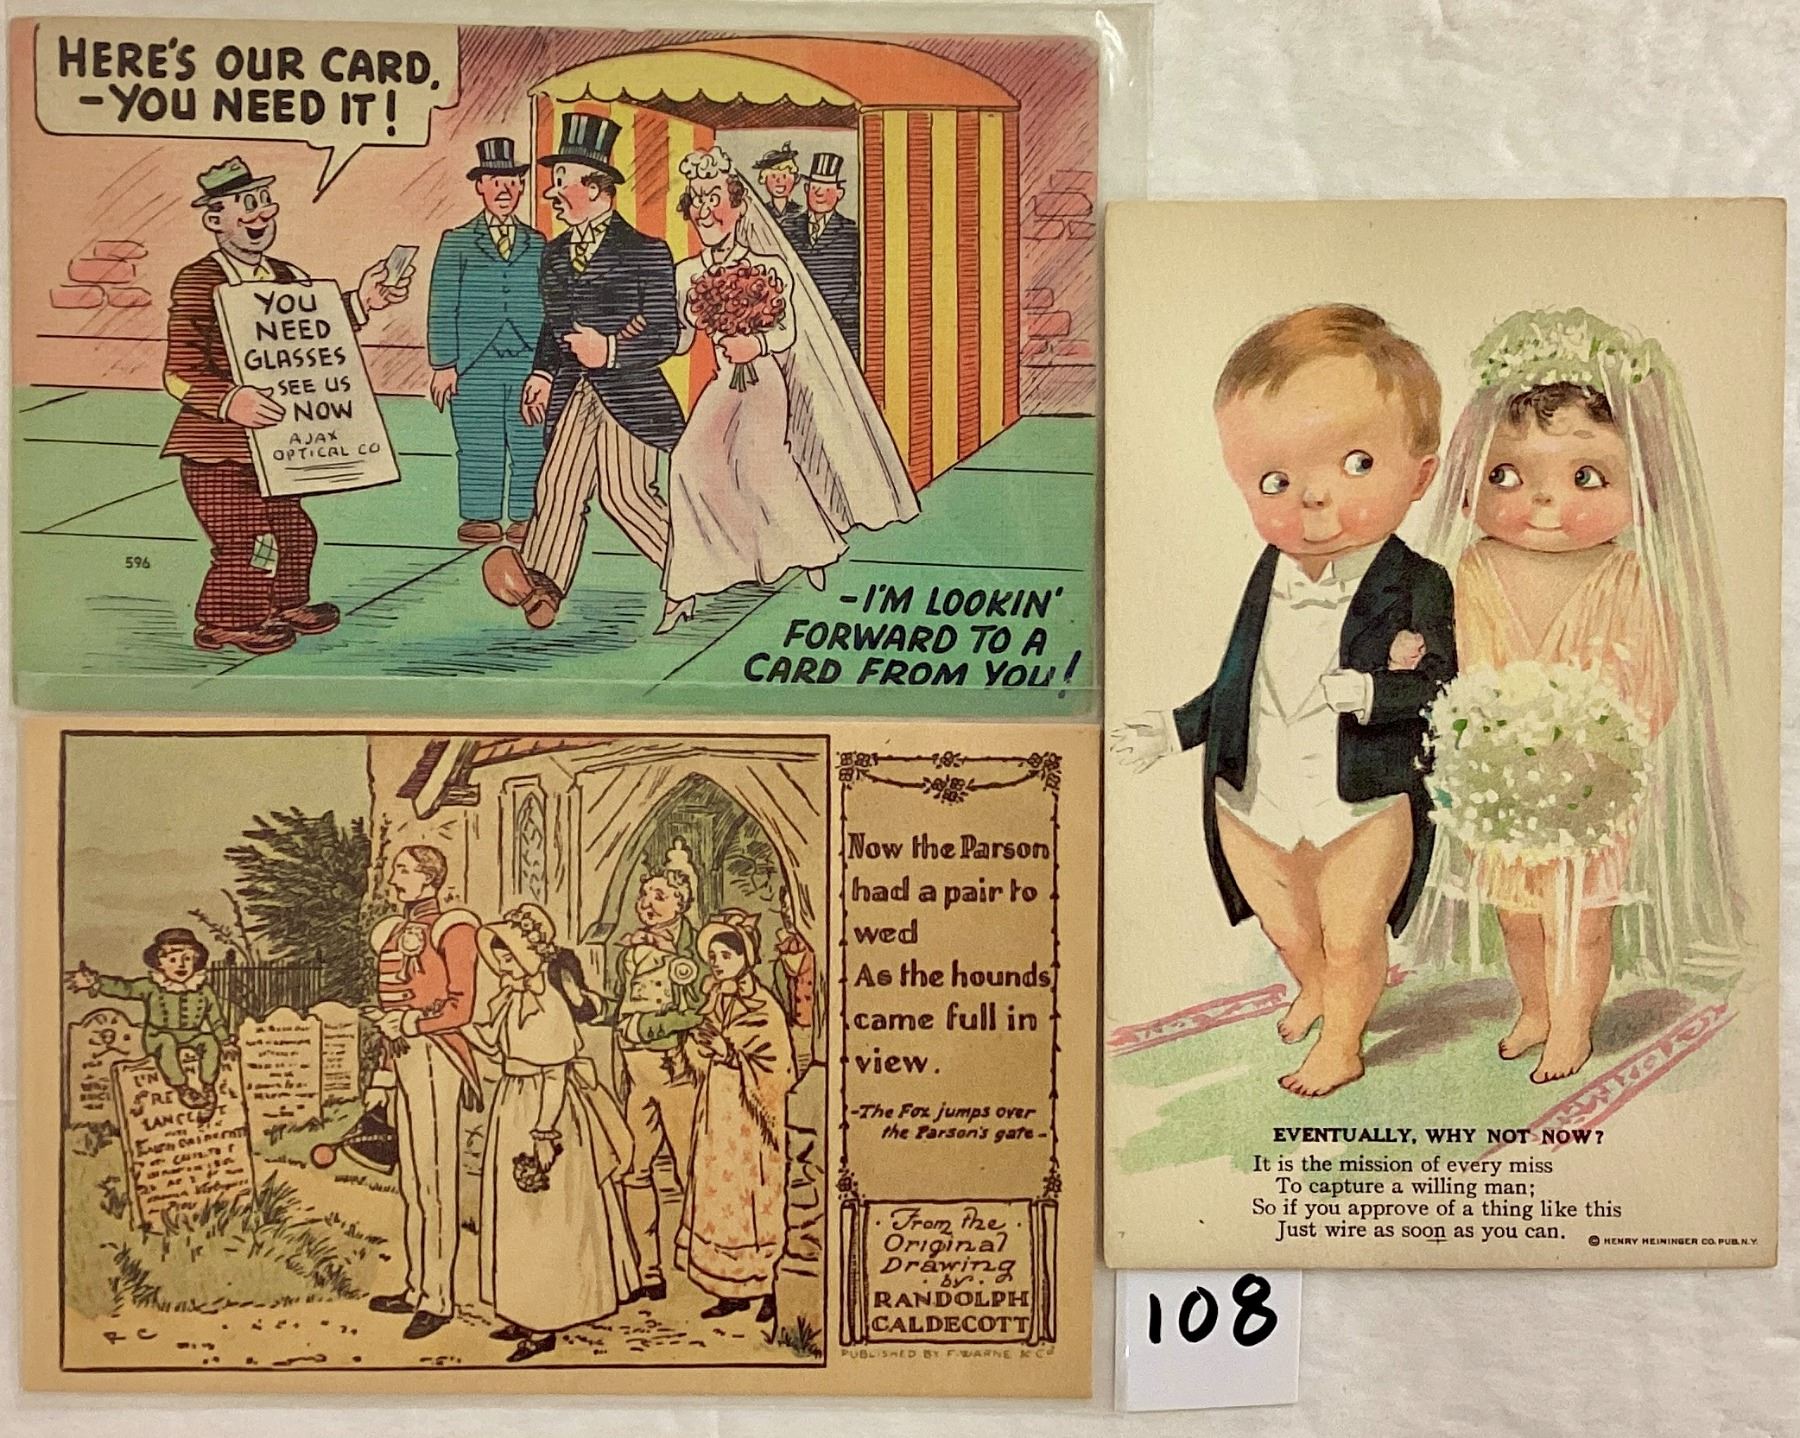 HERE'S OUR CARD.
-YOU NEED IT!
YOU
NEED
GLASSES
SEE US
NOW
AJAX
OPTICAL CO
596
-I'M LOOKIN'
FORWARD TO A
CARD FROM YOU!
Now the Parson
had a pair to
wed
As the hounds
came full in
view.
-The Fox jumps over
the Parson's gate-
From the
Original
Drawing
by
RANDOLPH
CALDECOTT
PUBLISHED BY F. WARNE & Co
R C
EVENTUALLY, WHY NOT NOW?
It is the mission of every miss
To capture a willing man;
So if you approve of a thing like this
Just wire as soon as you can.
© HENRY HEININGER CO. PUB. N.Y.
108